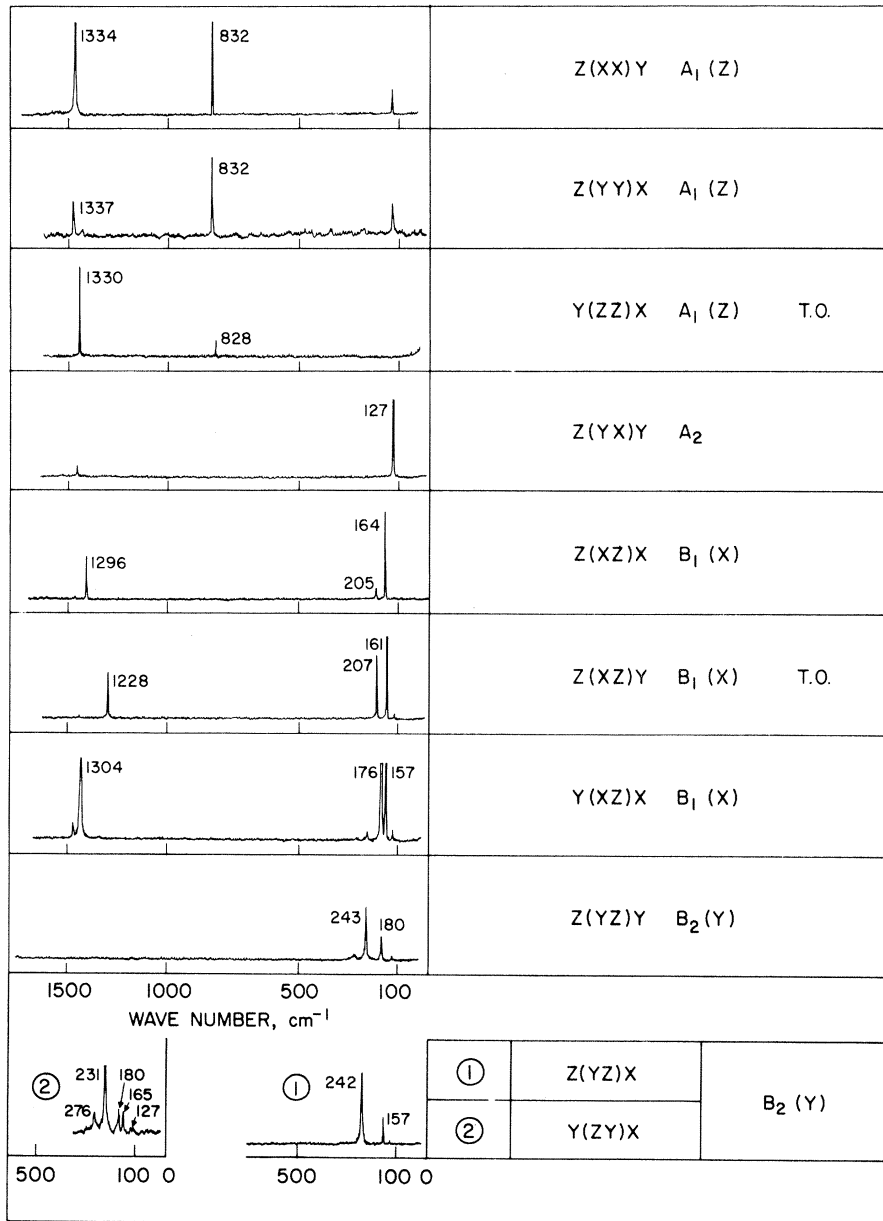 1334
832
Z(XX)Y A₁(Z)
832
1337
Z(YY)X A₁(Z)
1330
828
Y(ZZ)X A₁(Z) T.O.
127
Z(YX)Y A₂
164
1296
205
Z(XZ)X B₁(X)
161
207
1228
Z(XZ)Y B₁(X) T.O.
1304
176
157
Y(XZ)X B₁(X)
243
180
Z(YZ)Y B₂(Y)
1500 1000 500 100
WAVE NUMBER, cm⁻¹
② 231 180
276 165
127
500 100 0
① 242
157
500 100 0
① Z(YZ)X
② Y(ZY)X
B₂(Y)